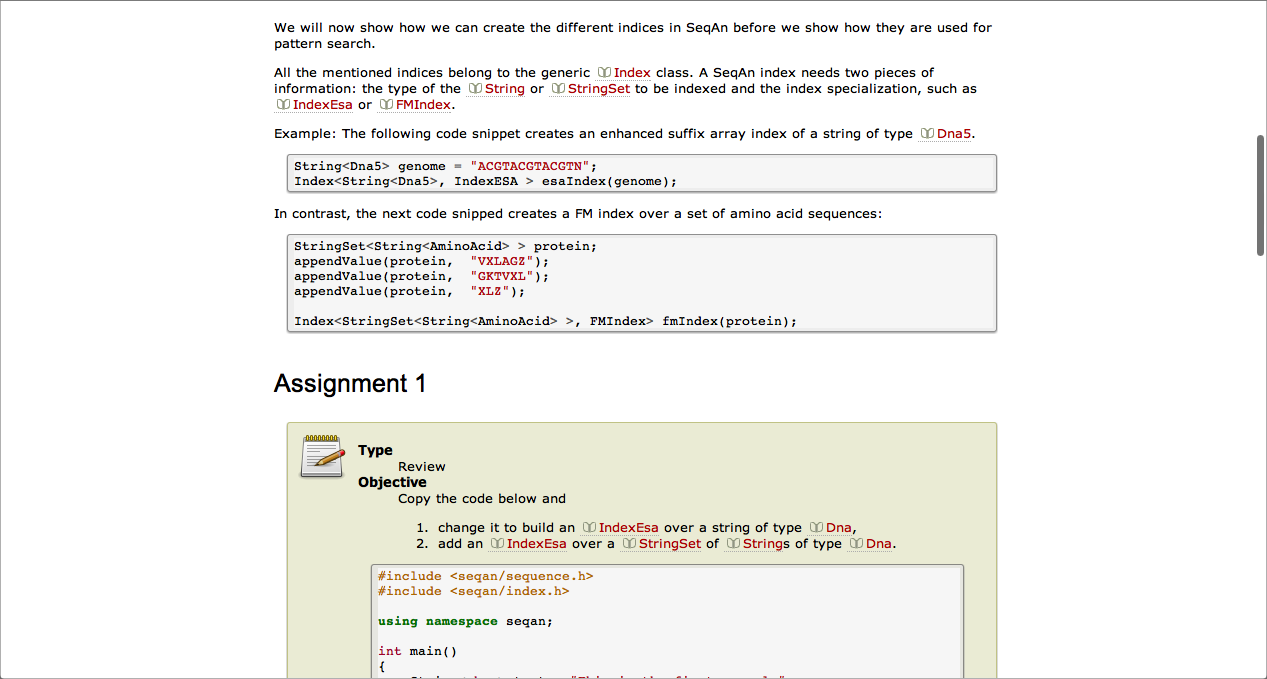 We will now show how we can create the different indices in SeqAn before we show how they are used for
pattern search.
All the mentioned indices belong to the generic Index class. A SeqAn index needs two pieces of
information: the type of the String or StringSet to be indexed and the index specialization, such as
IndexEsa or FMIndex.
Example: The following code snippet creates an enhanced suffix array index of a string of type Dna5.
String<Dna5> genome = "ACGTACGTACGTN";
Index<String<Dna5>, IndexESA > esaIndex(genome);
In contrast, the next code snipped creates a FM index over a set of amino acid sequences:
StringSet<String<AminoAcid> > protein;
appendValue(protein,  "VXLAGZ");
appendValue(protein,  "GKTVXL");
appendValue(protein,  "XLZ");
Index<StringSet<String<AminoAcid> >, FMIndex> fmIndex(protein);
Assignment 1
Type
Review
Objective
Copy the code below and
1. change it to build an IndexEsa over a string of type Dna,
2. add an IndexEsa over a StringSet of Strings of type Dna.
#include <seqan/sequence.h>
#include <seqan/index.h>
using namespace seqan;
int main()
{